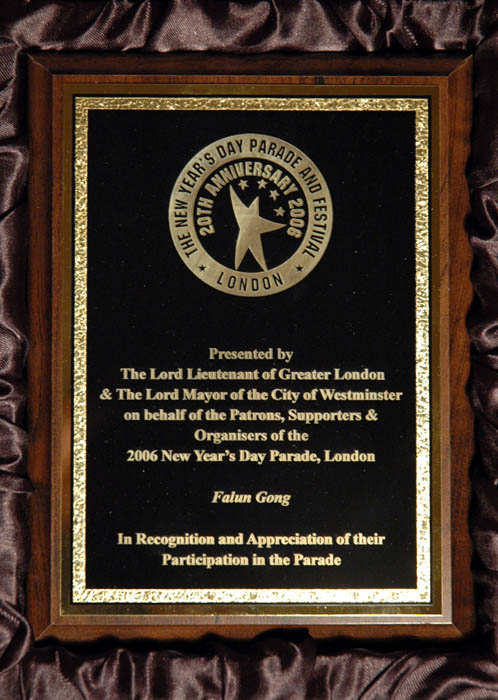 THE NEW YEAR'S DAY PARADE AND FESTIVAL
20TH ANNIVERSARY 2006
LONDON
Presented by
The Lord Lieutenant of Greater London
& The Lord Mayor of the City of Westminster
on behalf of the Patrons, Supporters &
Organisers of the
2006 New Year's Day Parade, London
Falun Gong
In Recognition and Appreciation of their
Participation in the Parade